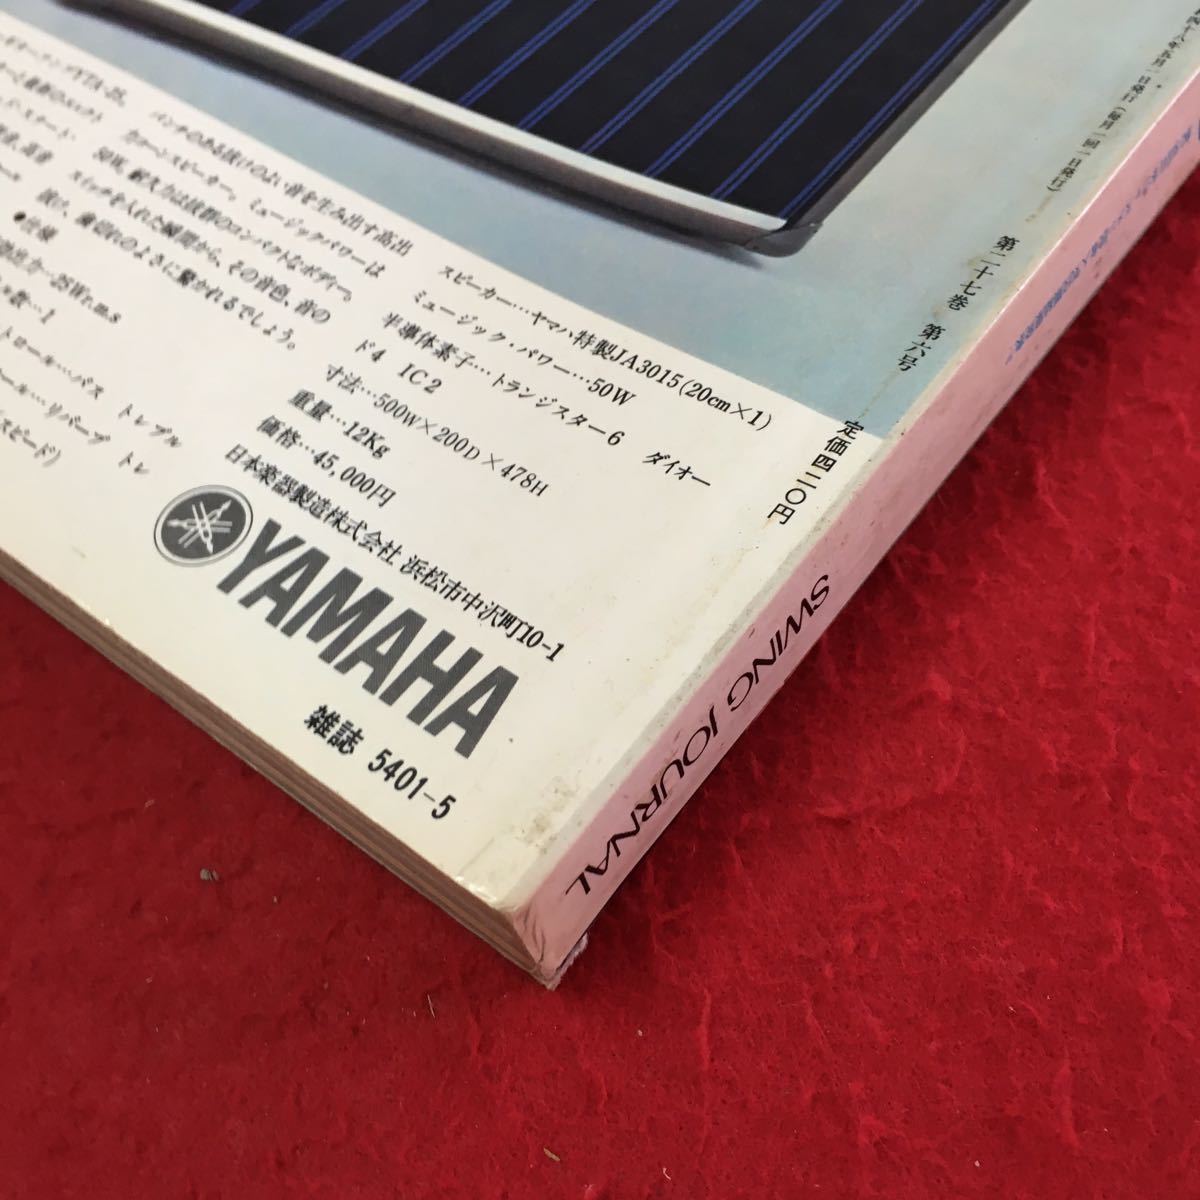 パンチのある抜けのよい音を生み出す高出
力ターンスピーカー。ミュージックパワーは
50W。耐久力は抜群のコンパクトなボディー。
スイッチを入れた瞬間から、その音色、音の
抜け、歯切れのよさに驚かれるでしょう。
●仕様
スピーカー…ヤマハ特製JA3015(20cm×1)
ミュージック・パワー…50W
半導体素子…トランジスター6 ダイオー
ド4 IC2
寸法…500W×200D×478H
重量…12Kg
価格…45,000円
日本楽器製造株式会社 浜松市中沢町10-1
YAMAHA
雑誌 5401-5
第二十七巻 第六号
定価四二〇円
SWING JOURNAL